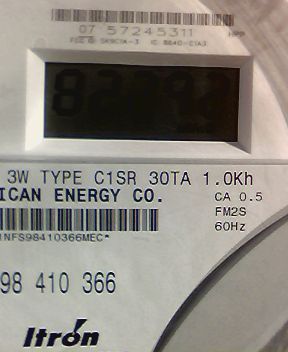 07 57245311
3W TYPE C1SR 30TA 1.0Kh
ICAN ENERGY CO.
CA 0.5
FM2S
60Hz
1NFS98410366MEC*
98 410 366
Itron